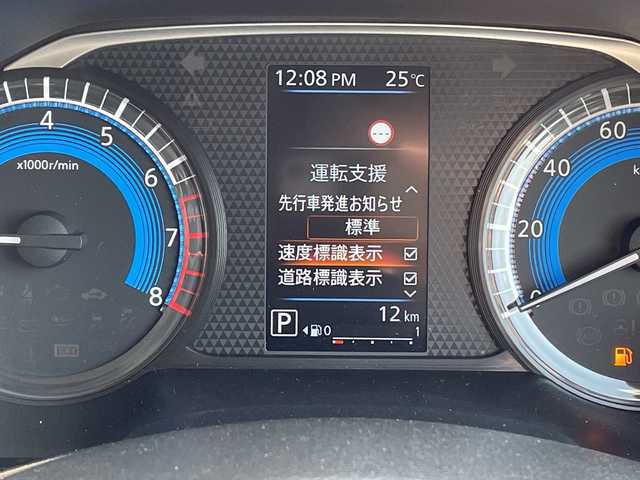 12:08 PM 25℃
運転支援
先行車発進お知らせ
標準
速度標識表示
道路標識表示
P 12 km
0 1
4 5 6 7 8
x1000r/min
0 20 40 60
k